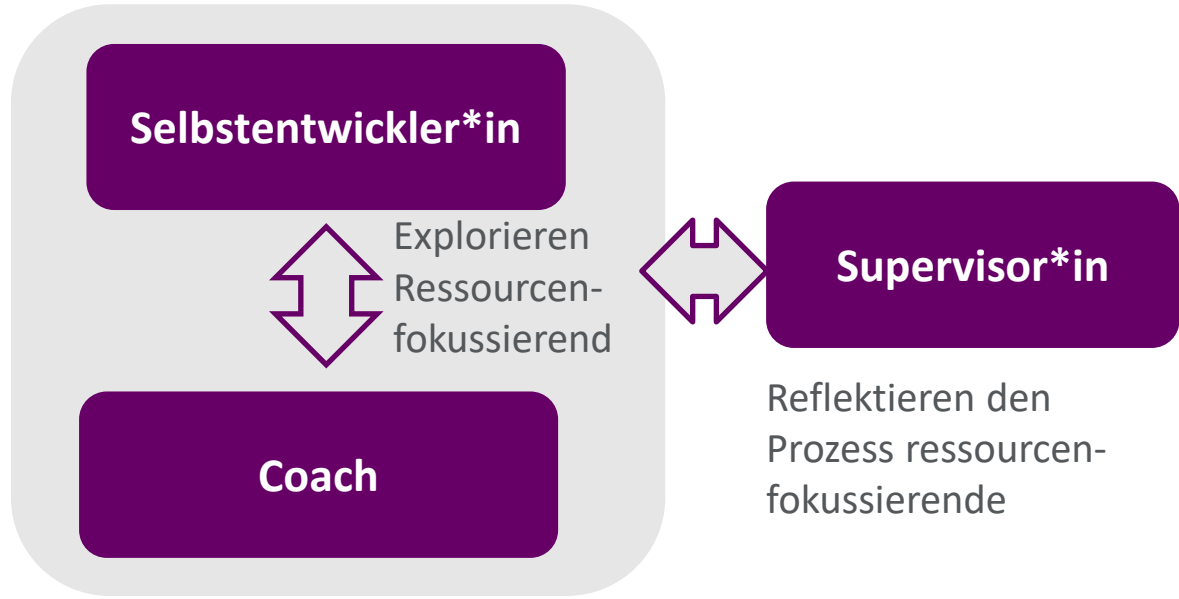 Selbstentwickler*in
Explorieren
Ressourcen-
fokussierend
Coach
Supervisor*in
Reflektieren den
Prozess ressourcen-
fokussierende